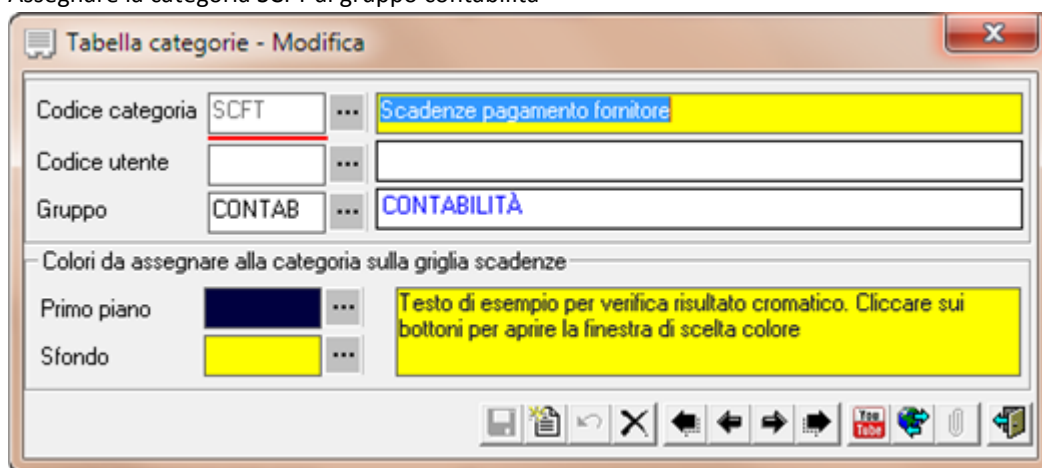 Assegnare la categoria SCFT al gruppo contabilità
Tabella categorie - Modifica
Codice categoria SCFT ... Scadenze pagamento fornitore
Codice utente ...
Gruppo CONTAB ... CONTABILITÀ
Colori da assegnare alla categoria sulla griglia scadenze
Primo piano ...
Testo di esempio per verifica risultato cromatico. Cliccare sui
bottoni per aprire la finestra di scelta colore
Sfondo ...
You
Tube